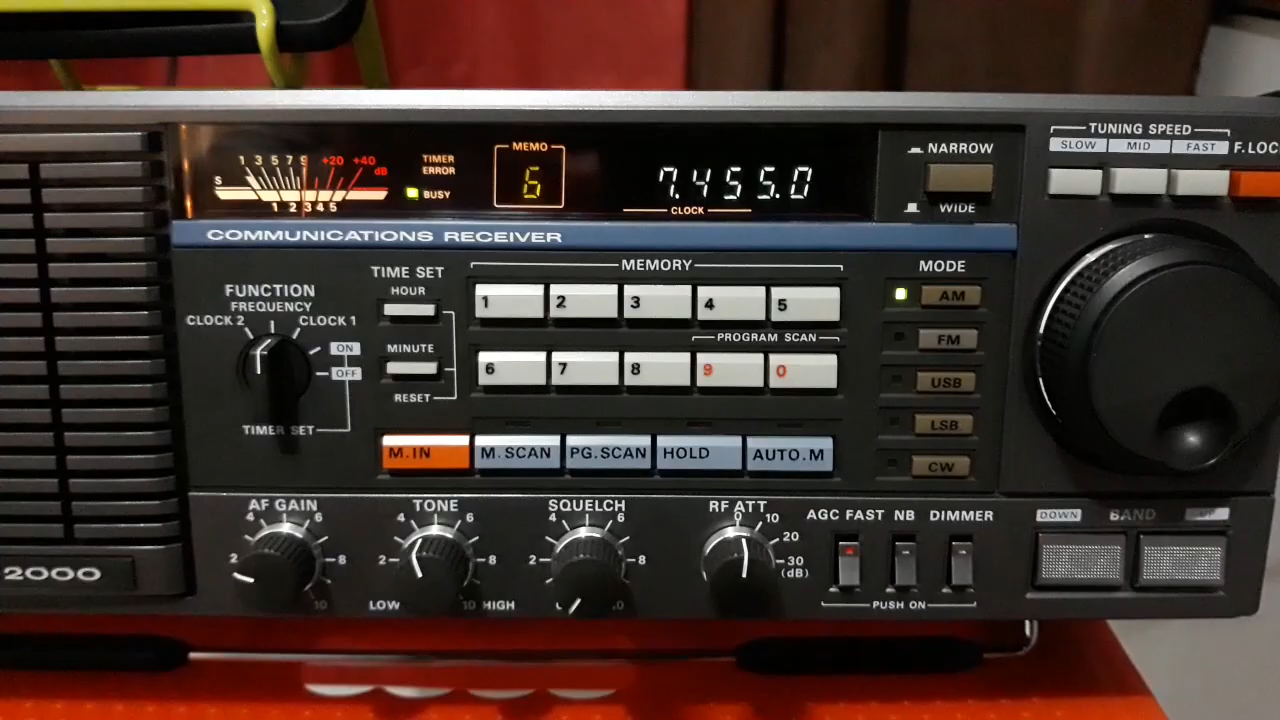 TUNING SPEED
SLOW MID FAST F.LOC
MEMO
6
1 3 5 7 9 +20 +40
dB
S
1 2 3 4 5
TIMER
ERROR
BUSY
7.455.0
CLOCK
NARROW
WIDE
COMMUNICATIONS RECEIVER
FUNCTION
FREQUENCY
CLOCK 2 CLOCK 1
ON
OFF
TIMER SET
TIME SET
HOUR
MINUTE
RESET
MEMORY
1 2 3 4 5
PROGRAM SCAN
6 7 8 9 0
M.IN M.SCAN PG.SCAN HOLD AUTO.M
MODE
AM
FM
USB
LSB
CW
2000
AF GAIN
2 4 6 8 10
TONE
2 4 6 8 10
LOW HIGH
SQUELCH
2 4 6 8
RF ATT
0 10 20 30
(dB)
AGC FAST NB DIMMER
PUSH ON
DOWN BAND